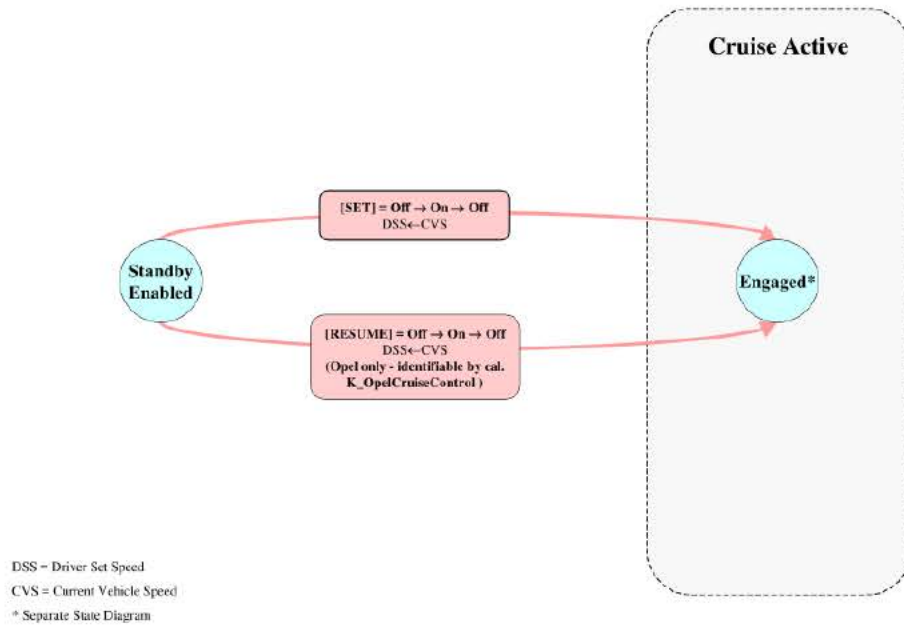 Cruise Active
[SET] = Off → On → Off
DSS←CVS
Standby
Enabled
Engaged*
[RESUME] = Off → On → Off
DSS←CVS
(Opel only - identifiable by cal.
K_OpelCruiseControl )
DSS = Driver Set Speed
CVS = Current Vehicle Speed
* Separate State Diagram